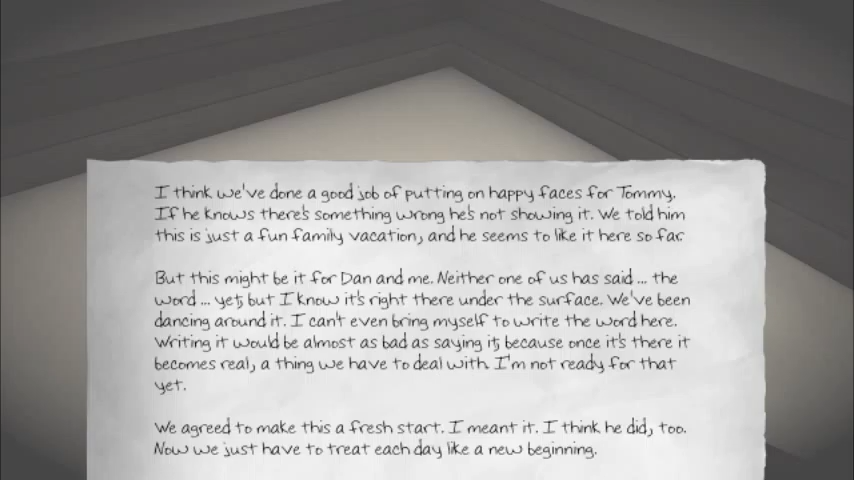 I think we've done a good job of putting on happy faces for Tommy.
If he knows there's something wrong he's not showing it. We told him
this is just a fun family vacation, and he seems to like it here so far.
But this might be it for Dan and me. Neither one of us has said ... the
word ... yet, but I know it's right there under the surface. We've been
dancing around it. I can't even bring myself to write the word here.
Writing it would be almost as bad as saying it, because once it's there it
becomes real, a thing we have to deal with. I'm not ready for that
yet.
We agreed to make this a fresh start. I meant it. I think he did, too.
Now we just have to treat each day like a new beginning.